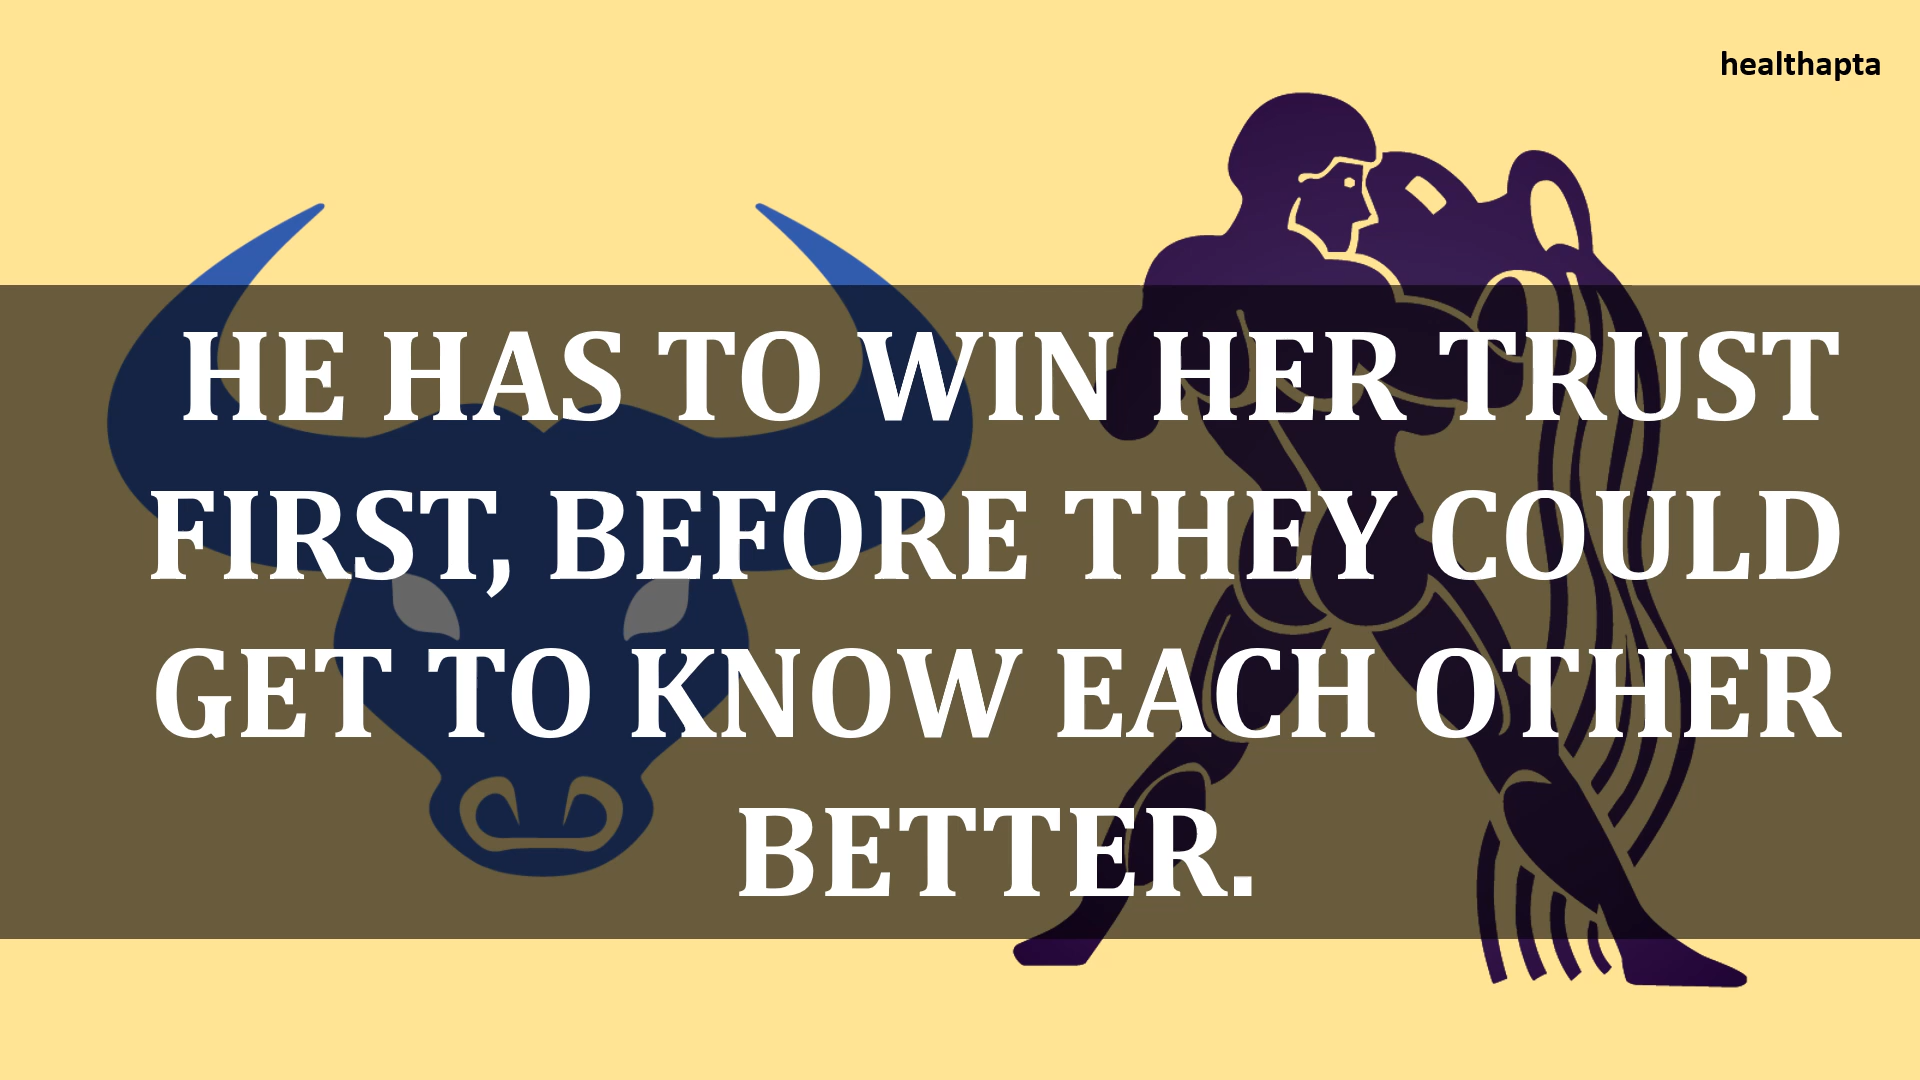 healthapta
HE HAS TO WIN HER TRUST
FIRST, BEFORE THEY COULD
GET TO KNOW EACH OTHER
BETTER.